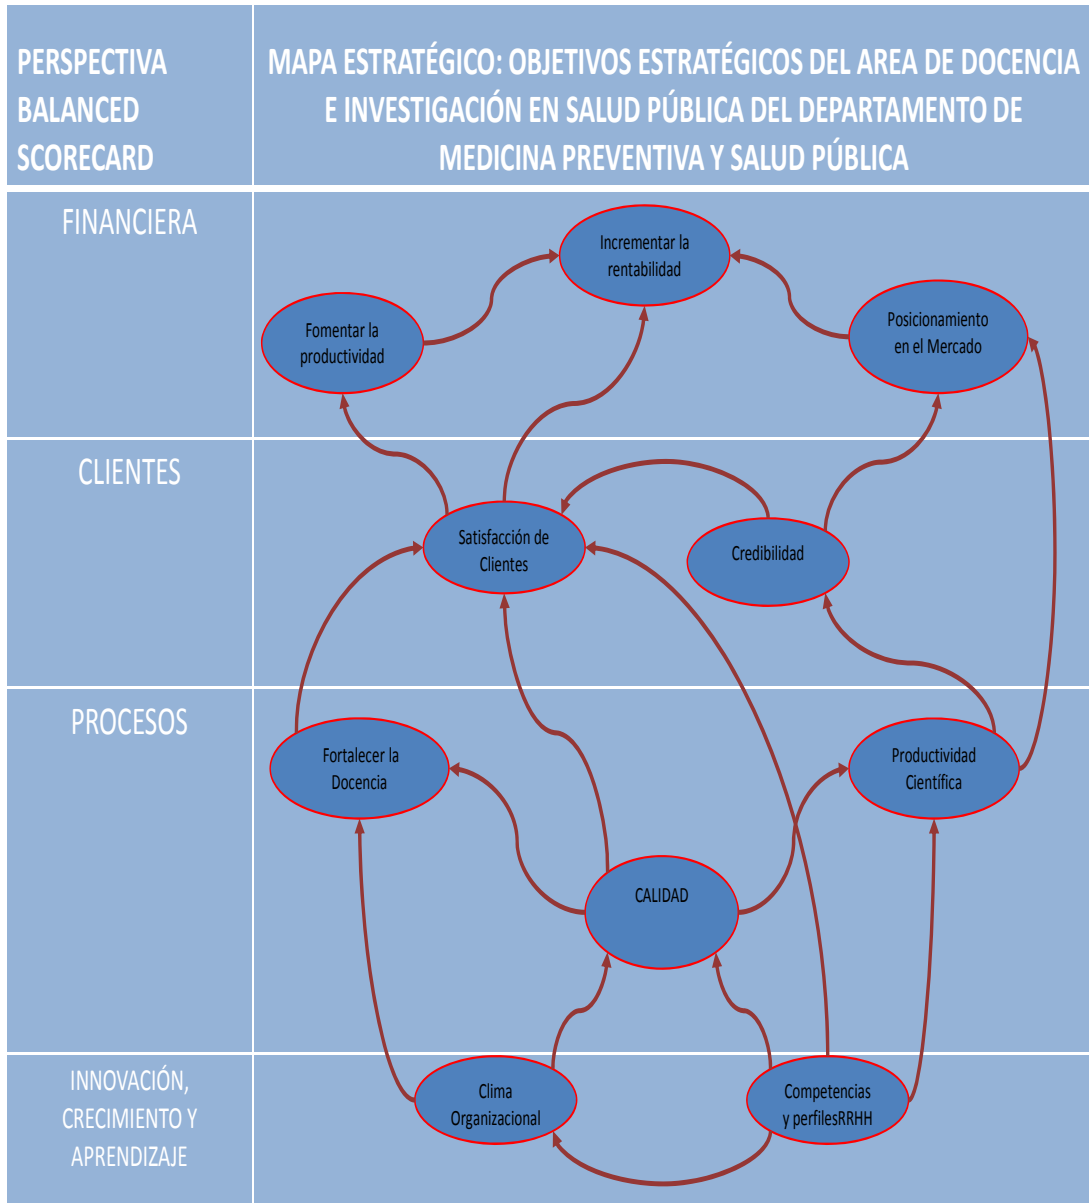 PERSPECTIVA
BALANCED
SCORECARD
MAPA ESTRATÉGICO: OBJETIVOS ESTRATÉGICOS DEL AREA DE DOCENCIA
E INVESTIGACIÓN EN SALUD PÚBLICA DEL DEPARTAMENTO DE
MEDICINA PREVENTIVA Y SALUD PÚBLICA
FINANCIERA
Incrementar la
rentabilidad
Fomentar la
productividad
Posicionamiento
en el Mercado
CLIENTES
Satisfacción de
Clientes
Credibilidad
PROCESOS
Fortalecer la
Docencia
Productividad
Científica
CALIDAD
INNOVACIÓN,
CRECIMIENTO Y
APRENDIZAJE
Clima
Organizacional
Competencias
y perfilesRRHH